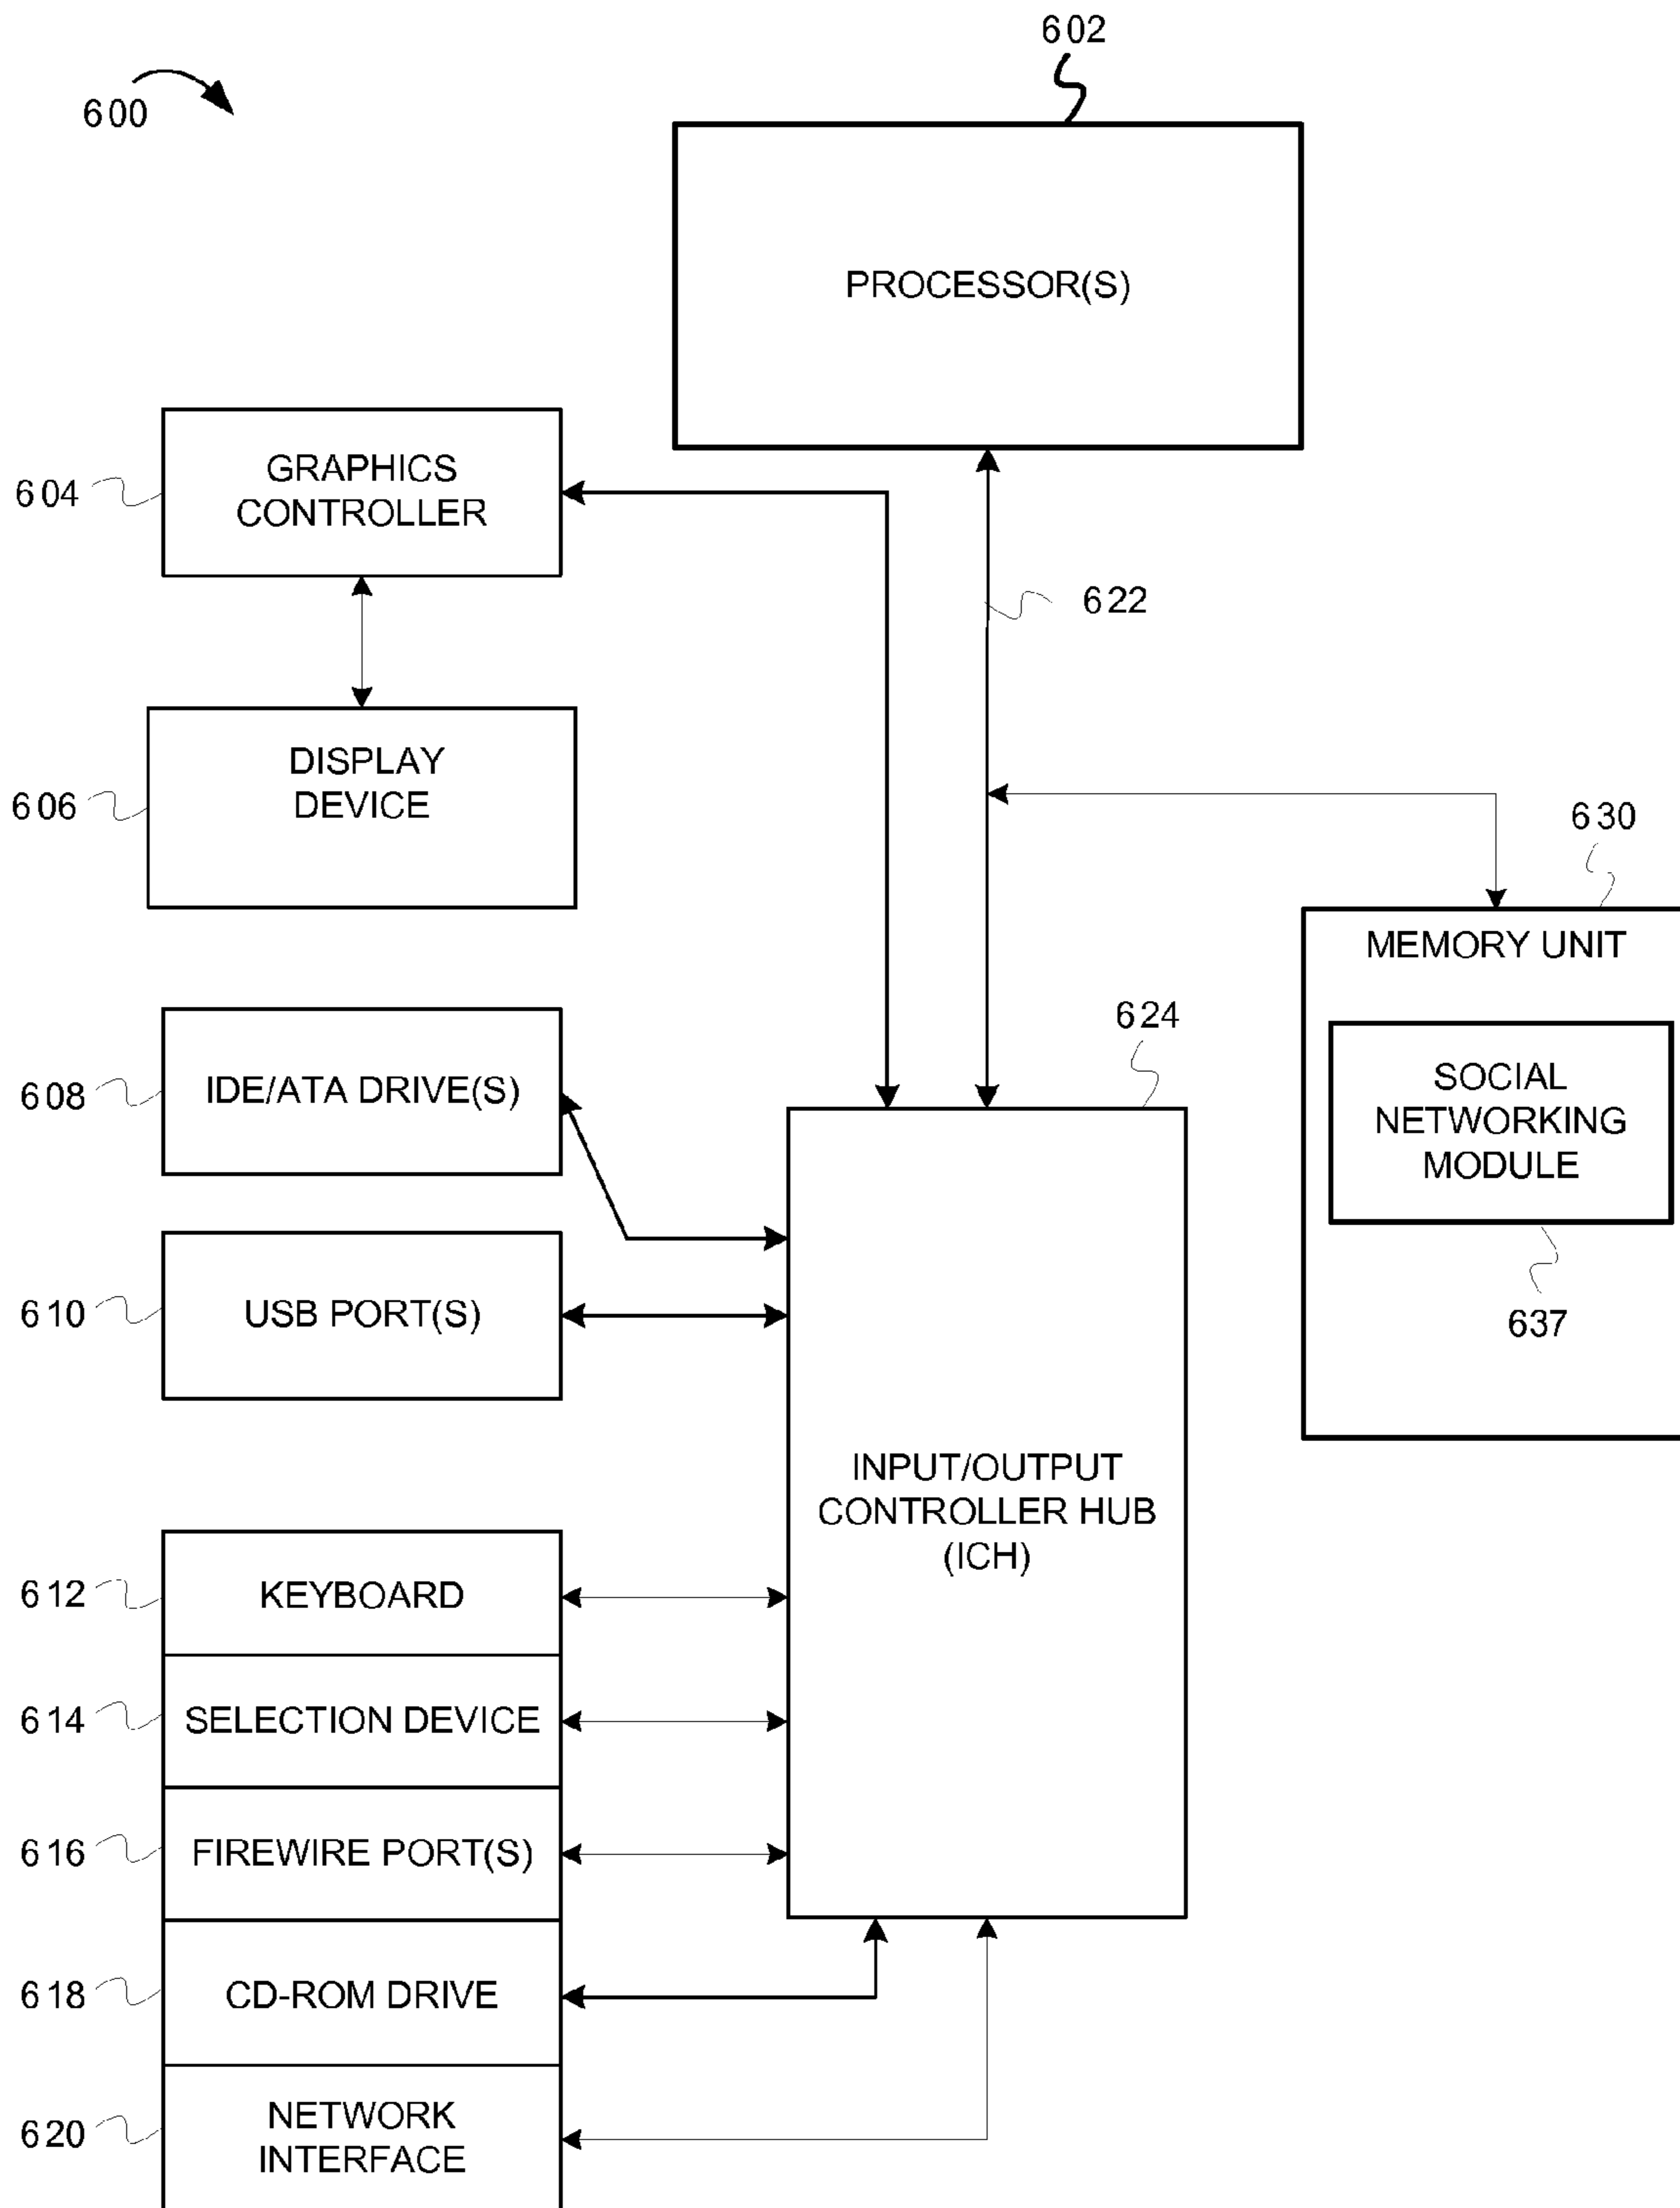 602
600
PROCESSOR(S)
604
GRAPHICS
CONTROLLER
622
606
DISPLAY
DEVICE
630
MEMORY UNIT
624
608
IDE/ATA DRIVE(S)
SOCIAL
NETWORKING
MODULE
637
610
USB PORT(S)
INPUT/OUTPUT
CONTROLLER HUB
(ICH)
612
KEYBOARD
614
SELECTION DEVICE
616
FIREWIRE PORT(S)
618
CD-ROM DRIVE
620
NETWORK
INTERFACE